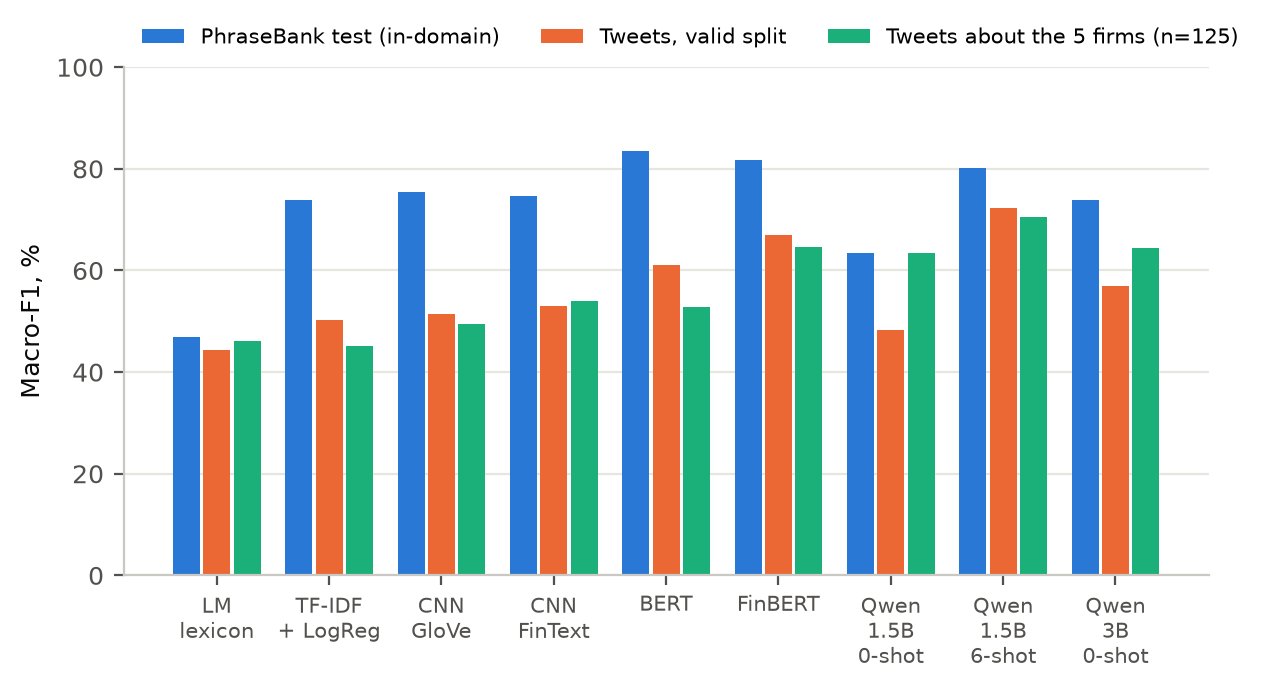 PhraseBank test (in-domain) Tweets, valid split Tweets about the 5 firms (n=125)
100
80
60
40
20
0
Macro-F1, %
LM
lexicon
TF-IDF
+ LogReg
CNN
GloVe
CNN
FinText
BERT
FinBERT
Qwen
1.5B
0-shot
Qwen
1.5B
6-shot
Qwen
3B
0-shot